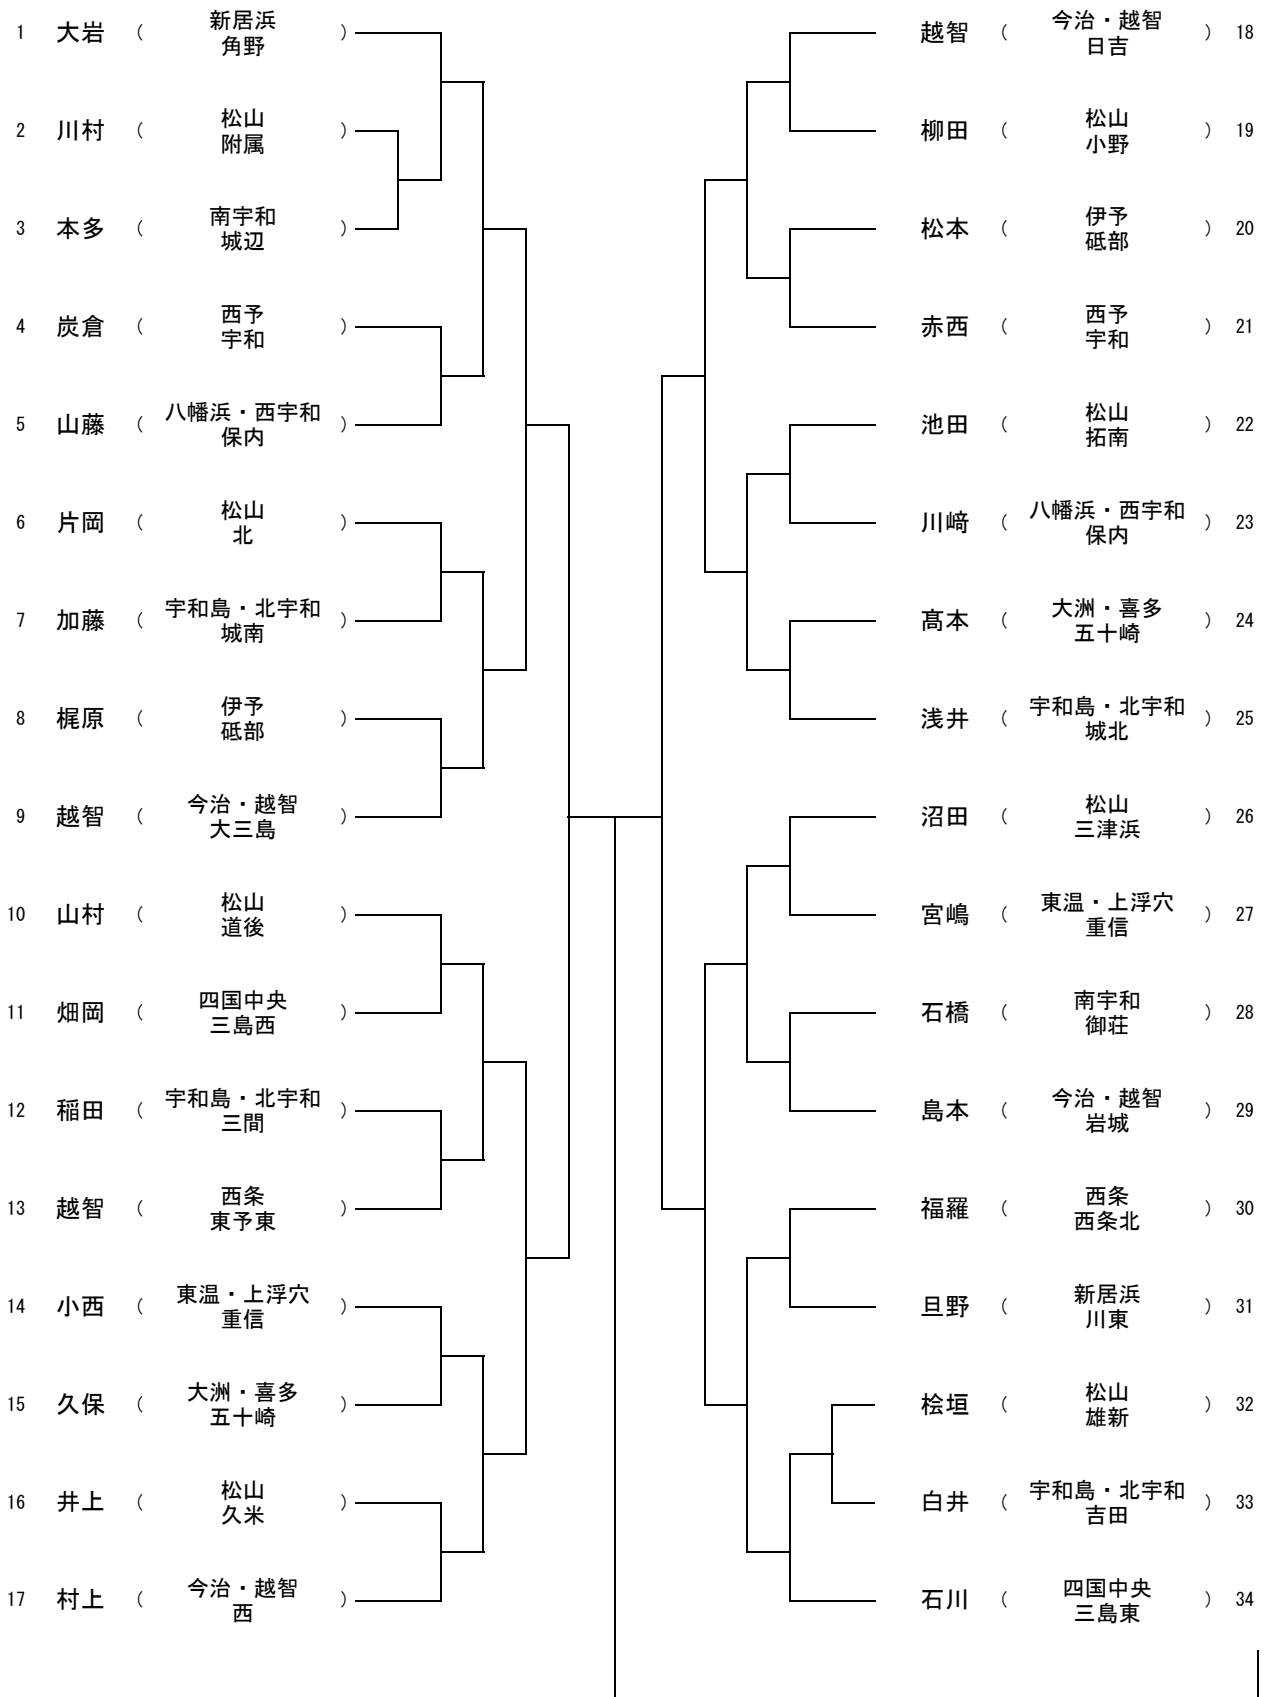 1 大岩 ( 新居浜 角野 )
2 川村 ( 松山 附属 )
3 本多 ( 南宇和 城辺 )
4 炭倉 ( 西予 宇和 )
5 山藤 ( 八幡浜・西宇和 保内 )
6 片岡 ( 松山 北 )
7 加藤 ( 宇和島・北宇和 城南 )
8 梶原 ( 伊予 砥部 )
9 越智 ( 今治・越智 大三島 )
10 山村 ( 松山 道後 )
11 畑岡 ( 四国中央 三島西 )
12 稲田 ( 宇和島・北宇和 三間 )
13 越智 ( 西条 東予東 )
14 小西 ( 東温・上浮穴 重信 )
15 久保 ( 大洲・喜多 五十崎 )
16 井上 ( 松山 久米 )
17 村上 ( 今治・越智 西 )
越智 ( 今治・越智 日吉 ) 18
柳田 ( 松山 小野 ) 19
松本 ( 伊予 砥部 ) 20
赤西 ( 西予 宇和 ) 21
池田 ( 松山 拓南 ) 22
川﨑 ( 八幡浜・西宇和 保内 ) 23
髙本 ( 大洲・喜多 五十崎 ) 24
浅井 ( 宇和島・北宇和 城北 ) 25
沼田 ( 松山 三津浜 ) 26
宮嶋 ( 東温・上浮穴 重信 ) 27
石橋 ( 南宇和 御荘 ) 28
島本 ( 今治・越智 岩城 ) 29
福羅 ( 西条 西条北 ) 30
旦野 ( 新居浜 川東 ) 31
桧垣 ( 松山 雄新 ) 32
白井 ( 宇和島・北宇和 吉田 ) 33
石川 ( 四国中央 三島東 ) 34